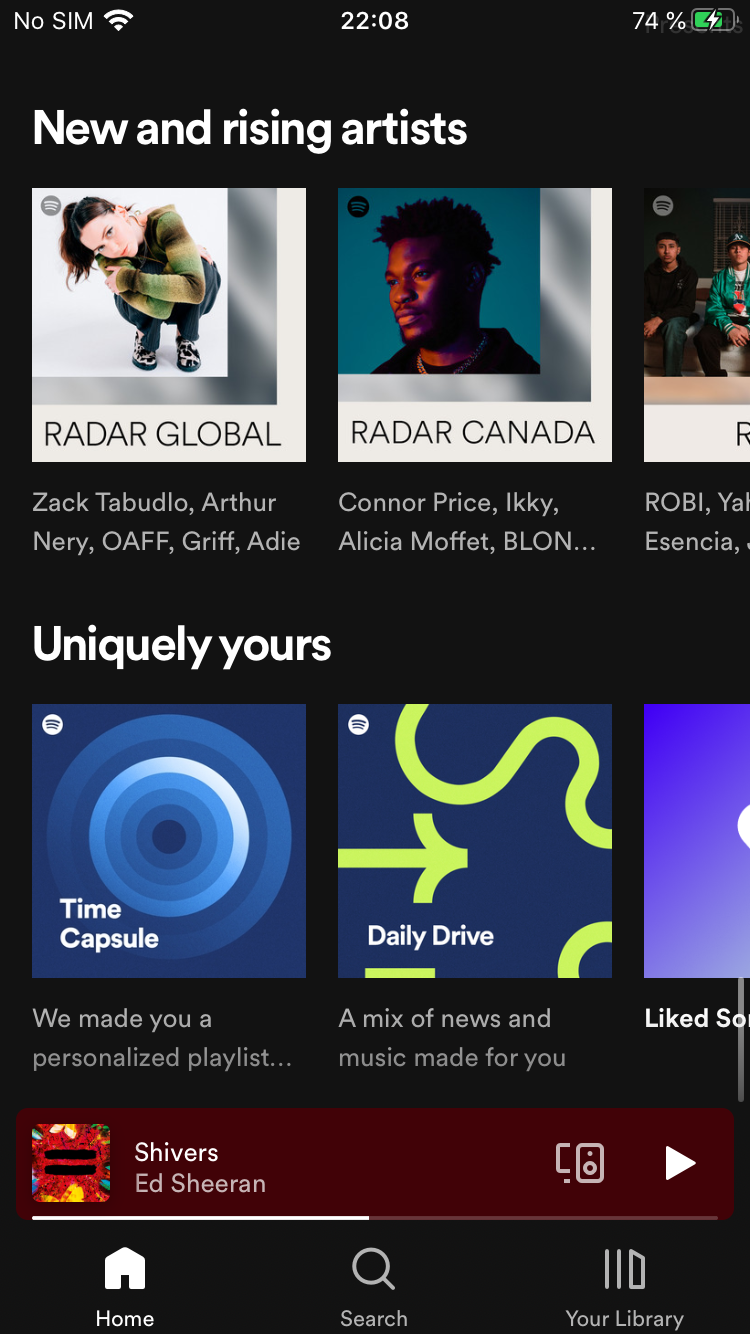 No SIM 22:08 74 %
New and rising artists
RADAR GLOBAL
RADAR CANADA
Zack Tabudlo, Arthur
Nery, OAFF, Griff, Adie
Connor Price, Ikky,
Alicia Moffet, BLON...
ROBI, Yah
Esencia,
Uniquely yours
Time
Capsule
Daily Drive
We made you a
personalized playlist...
A mix of news and
music made for you
Liked So
Shivers
Ed Sheeran
Home
Search
Your Library